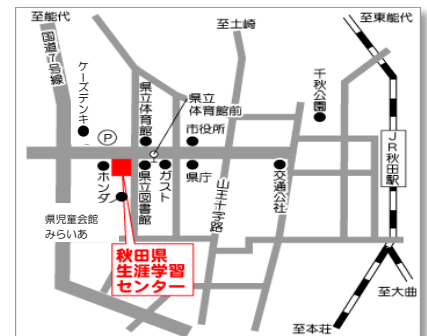 至能代
至土崎
至東能代
国道7号線
ケーズデンキ
県立体育館
県立
体育館前
市役所
千秋公園
P
JR秋田駅
ホンダ
県立図書館
ガスト
県庁
山王十字路
交通公社
県児童会館
みらいあ
秋田県
生涯学習
センター
至大曲
至本荘